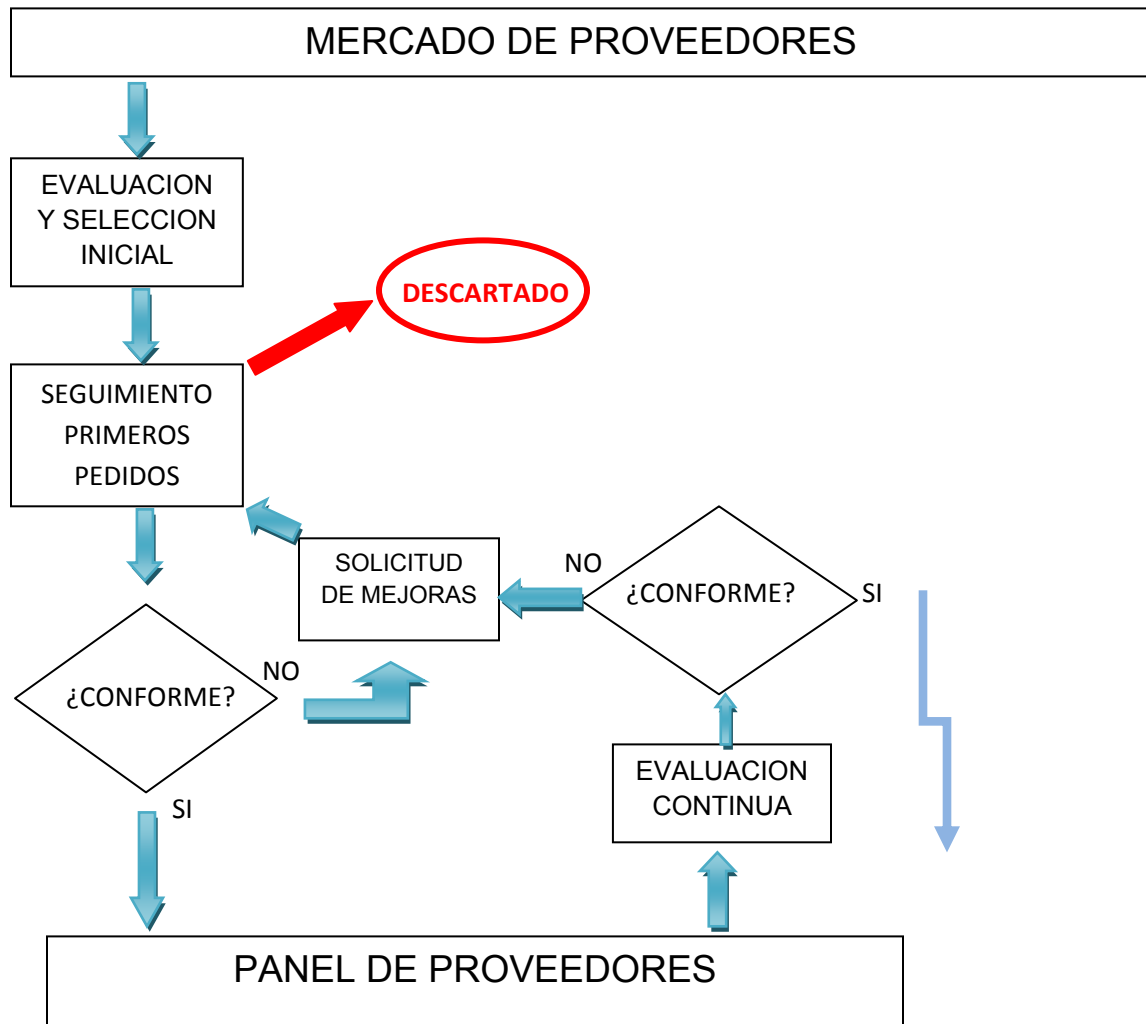 MERCADO DE PROVEEDORES
EVALUACION
Y SELECCION
INICIAL
DESCARTADO
SEGUIMIENTO
PRIMEROS
PEDIDOS
SOLICITUD
DE MEJORAS
NO
¿CONFORME?
SI
NO
¿CONFORME?
SI
EVALUACION
CONTINUA
PANEL DE PROVEEDORES